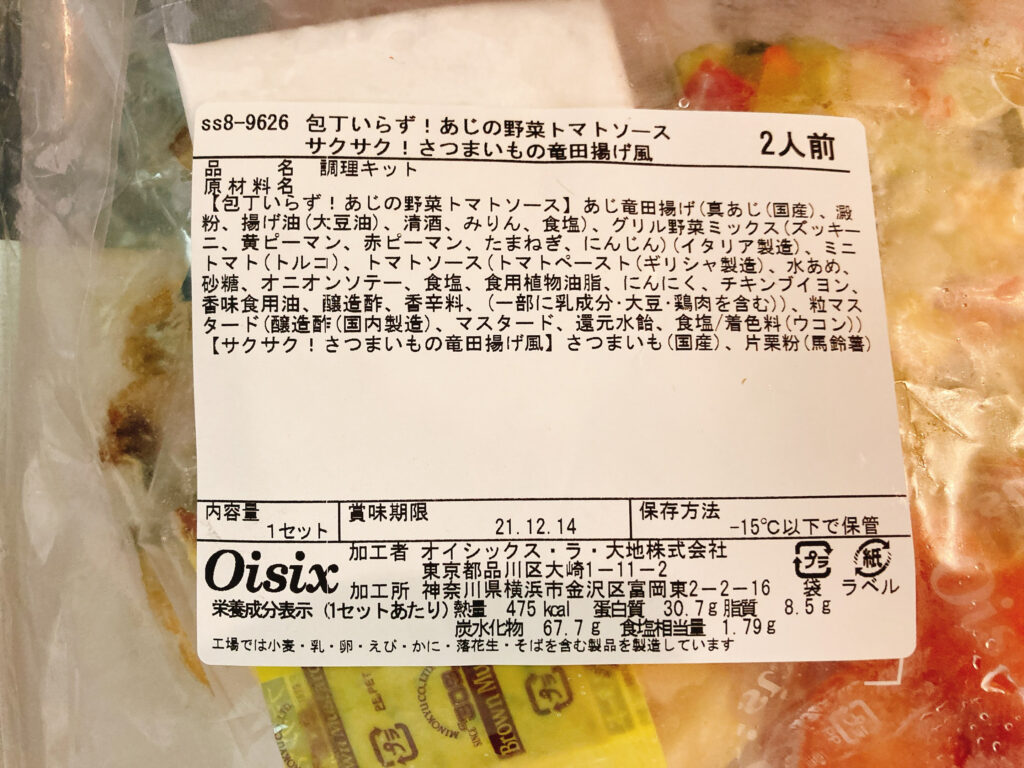 ss8-9626 包丁いらず！あじの野菜トマトソース
サクサク！さつまいもの竜田揚げ風
2人前
品　名　調理キット
原材料名
【包丁いらず！あじの野菜トマトソース】あじ竜田揚げ(真あじ(国産)、澱
粉、揚げ油(大豆油)、清酒、みりん、食塩)、グリル野菜ミックス(ズッキー
ニ、黄ピーマン、赤ピーマン、たまねぎ、にんじん)(イタリア製造)、ミニ
トマト(トルコ)、トマトソース(トマトペースト(ギリシャ製造)、水あめ、
砂糖、オニオンソテー、食塩、食用植物油脂、にんにく、チキンブイヨン、
香味食用油、醸造酢、香辛料、(一部に乳成分・大豆・鶏肉を含む))、粒マス
タード(醸造酢(国内製造)、マスタード、還元水飴、食塩/着色料(ウコン))
【サクサク！さつまいもの竜田揚げ風】さつまいも(国産)、片栗粉(馬鈴薯)
内容量 1セット
賞味期限 21.12.14
保存方法 -15℃以下で保管
Oisix
加工者 オイシックス・ラ・大地株式会社
東京都品川区大崎1-11-2
加工所 神奈川県横浜市金沢区富岡東2-2-16
プラ 袋
紙 ラベル
栄養成分表示 (1セットあたり) 熱量 475 kcal 蛋白質 30.7g 脂質 8.5g
炭水化物 67.7g 食塩相当量 1.79g
工場では小麦・乳・卵・えび・かに・落花生・そばを含む製品を製造しています
PE,PET
MINOKYU CO.,LTD
SINCE
Brown Mu
プラ
プラ
プラ